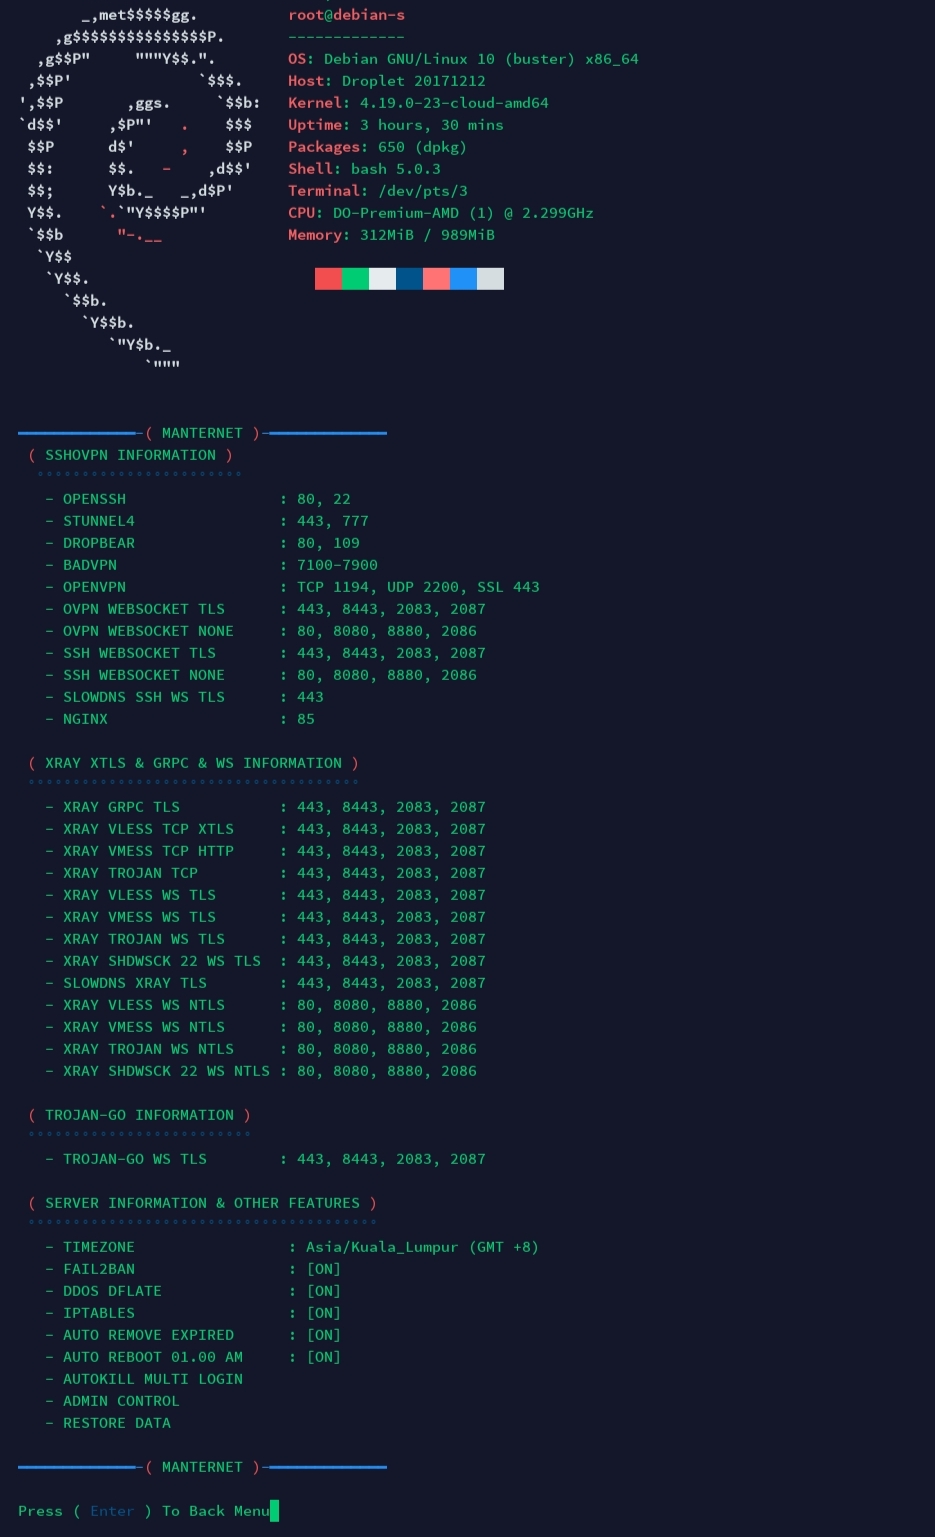 _,met$$$$$gg.
    ,g$$$$$$$$$$$$$$$P.
  ,g$$P"     """Y$$.".
 ,$$P'              `$$$.
',$$P       ,ggs.     `$$b:
`d$$'     ,$P"'   .    $$$
 $$P      d$'     ,    $$P
 $$:      $$.   -    ,d$$'
 $$;      Y$b._   _,d$P'
 Y$$.    `.`"Y$$$$P"'
 `$$b      "-.__
  `Y$$
   `Y$$.
     `$$b.
       `Y$$b.
          `"Y$b._
              `"""
root@debian-s
-------------
OS: Debian GNU/Linux 10 (buster) x86_64
Host: Droplet 20171212
Kernel: 4.19.0-23-cloud-amd64
Uptime: 3 hours, 30 mins
Packages: 650 (dpkg)
Shell: bash 5.0.3
Terminal: /dev/pts/3
CPU: DO-Premium-AMD (1) @ 2.299GHz
Memory: 312MiB / 989MiB
( MANTERNET )
( SSHOVPN INFORMATION )
- OPENSSH : 80, 22
- STUNNEL4 : 443, 777
- DROPBEAR : 80, 109
- BADVPN : 7100-7900
- OPENVPN : TCP 1194, UDP 2200, SSL 443
- OVPN WEBSOCKET TLS : 443, 8443, 2083, 2087
- OVPN WEBSOCKET NONE : 80, 8080, 8880, 2086
- SSH WEBSOCKET TLS : 443, 8443, 2083, 2087
- SSH WEBSOCKET NONE : 80, 8080, 8880, 2086
- SLOWDNS SSH WS TLS : 443
- NGINX : 85
( XRAY XTLS & GRPC & WS INFORMATION )
- XRAY GRPC TLS : 443, 8443, 2083, 2087
- XRAY VLESS TCP XTLS : 443, 8443, 2083, 2087
- XRAY VMESS TCP HTTP : 443, 8443, 2083, 2087
- XRAY TROJAN TCP : 443, 8443, 2083, 2087
- XRAY VLESS WS TLS : 443, 8443, 2083, 2087
- XRAY VMESS WS TLS : 443, 8443, 2083, 2087
- XRAY TROJAN WS TLS : 443, 8443, 2083, 2087
- XRAY SHDWSCK 22 WS TLS : 443, 8443, 2083, 2087
- SLOWDNS XRAY TLS : 443, 8443, 2083, 2087
- XRAY VLESS WS NTLS : 80, 8080, 8880, 2086
- XRAY VMESS WS NTLS : 80, 8080, 8880, 2086
- XRAY TROJAN WS NTLS : 80, 8080, 8880, 2086
- XRAY SHDWSCK 22 WS NTLS : 80, 8080, 8880, 2086
( TROJAN-GO INFORMATION )
- TROJAN-GO WS TLS : 443, 8443, 2083, 2087
( SERVER INFORMATION & OTHER FEATURES )
- TIMEZONE : Asia/Kuala_Lumpur (GMT +8)
- FAIL2BAN : [ON]
- DDOS DFLATE : [ON]
- IPTABLES : [ON]
- AUTO REMOVE EXPIRED : [ON]
- AUTO REBOOT 01.00 AM : [ON]
- AUTOKILL MULTI LOGIN
- ADMIN CONTROL
- RESTORE DATA
( MANTERNET )
Press ( Enter ) To Back Menu